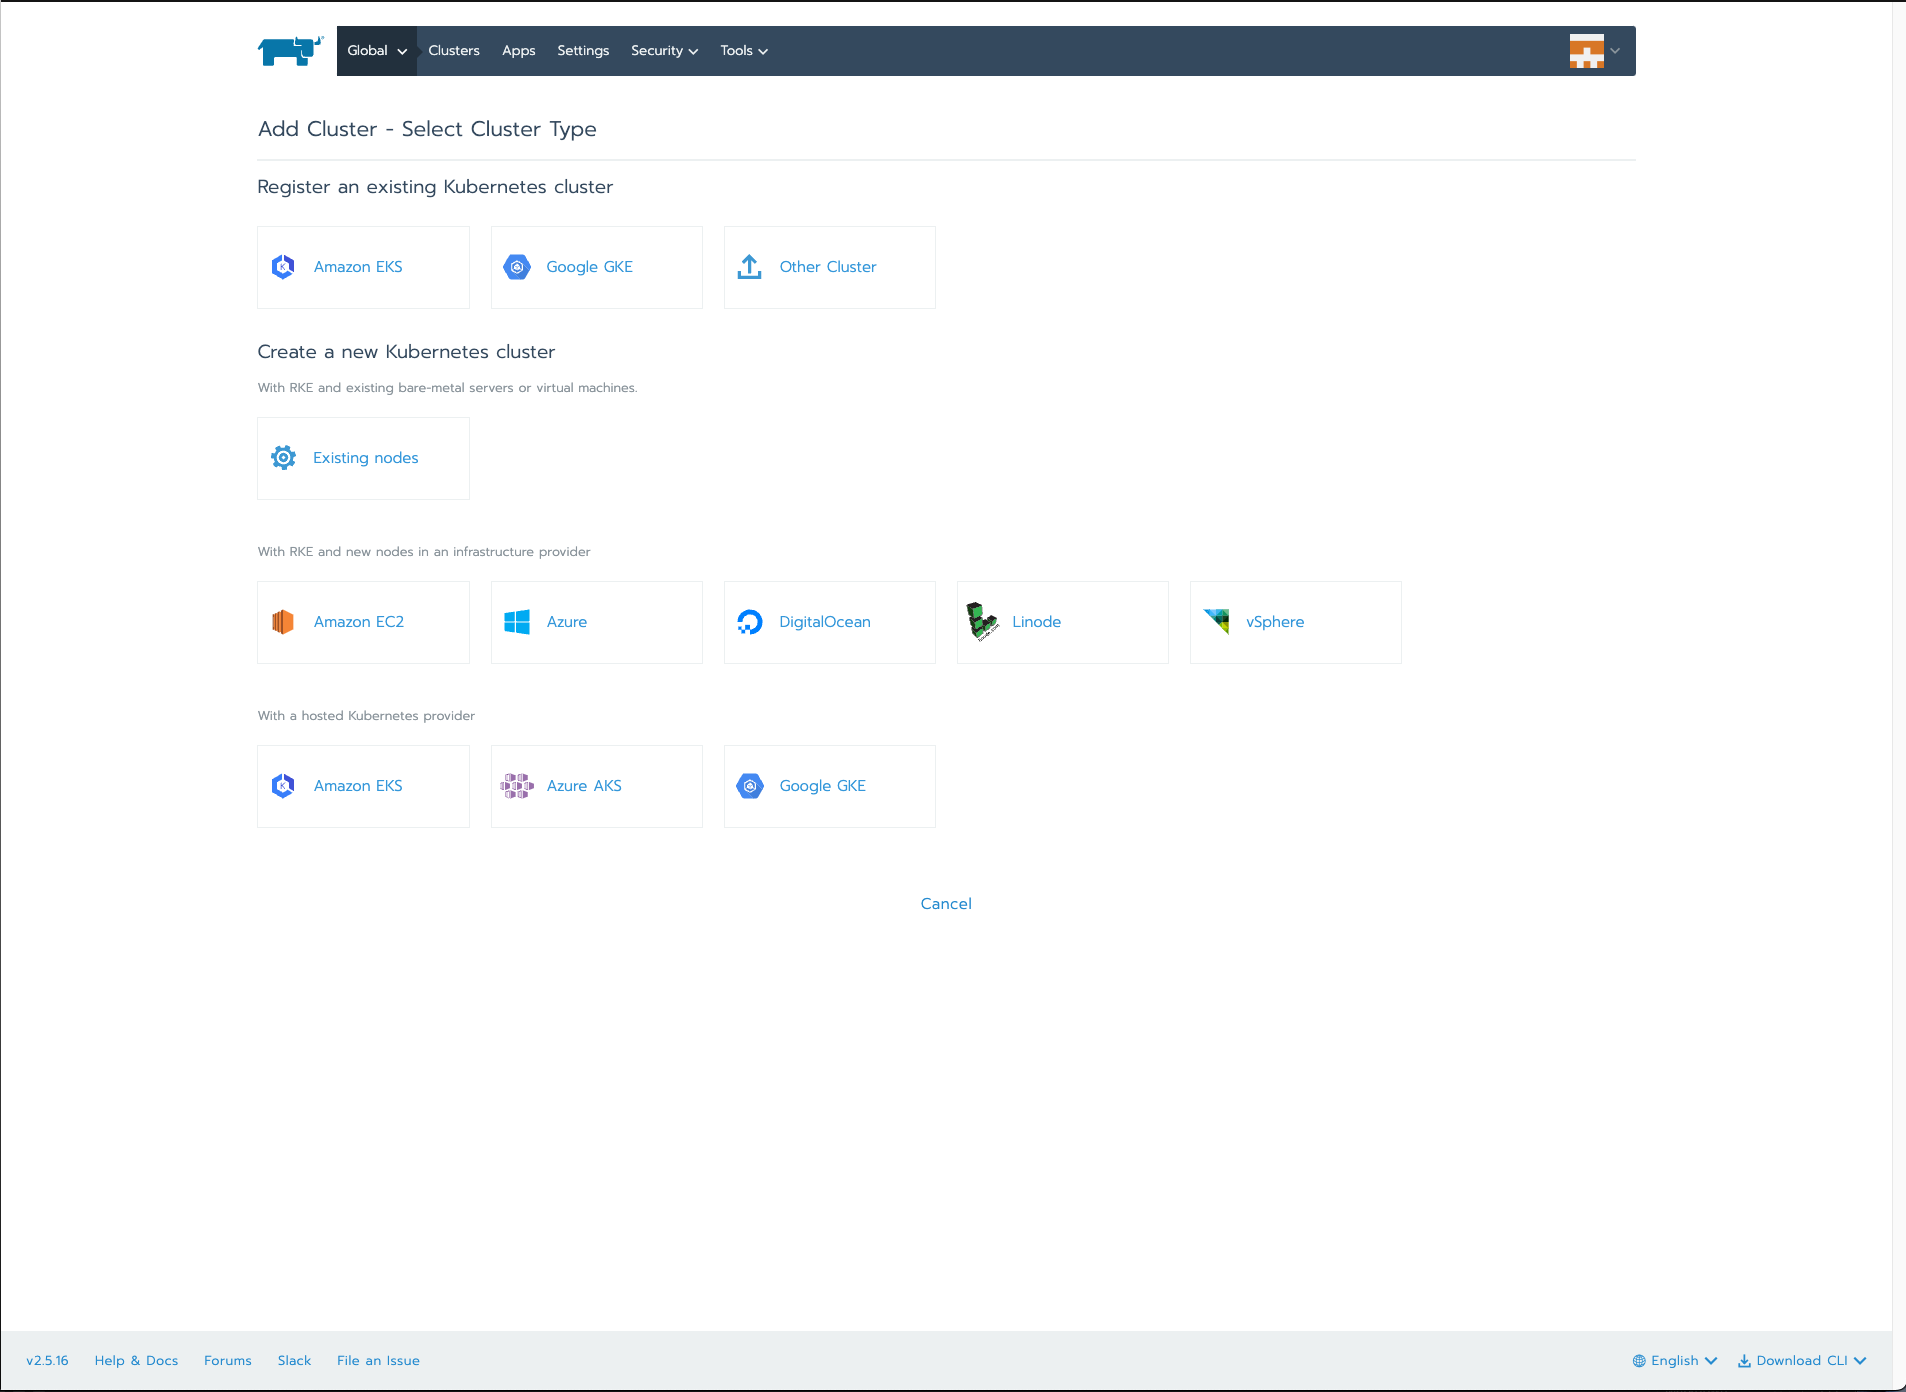 Global Clusters Apps Settings Security Tools
Add Cluster - Select Cluster Type
Register an existing Kubernetes cluster
Amazon EKS Google GKE Other Cluster
Create a new Kubernetes cluster
With RKE and existing bare-metal servers or virtual machines.
Existing nodes
With RKE and new nodes in an infrastructure provider
Amazon EC2 Azure DigitalOcean Linode vSphere
With a hosted Kubernetes provider
Amazon EKS Azure AKS Google GKE
Cancel
v2.5.16 Help & Docs Forums Slack File an Issue English Download CLI